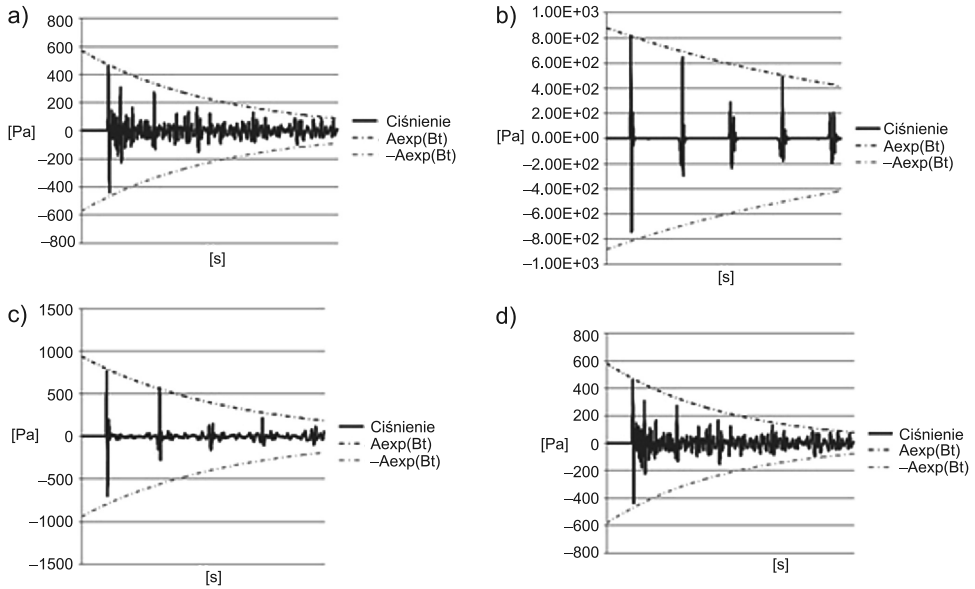 a)
800
600
400
200
0
–200
–400
–600
–800
[Pa]
[s]
Ciśnienie
Aexp(Bt)
–Aexp(Bt)
b)
1.00E+03
8.00E+02
6.00E+02
4.00E+02
2.00E+02
0.00E+00
–2.00E+02
–4.00E+02
–6.00E+02
–8.00E+02
–1.00E+03
[Pa]
[s]
Ciśnienie
Aexp(Bt)
–Aexp(Bt)
c)
1500
1000
500
0
–500
–1000
–1500
[Pa]
[s]
Ciśnienie
Aexp(Bt)
–Aexp(Bt)
d)
800
600
400
200
0
–200
–400
–600
–800
[Pa]
[s]
Ciśnienie
Aexp(Bt)
–Aexp(Bt)